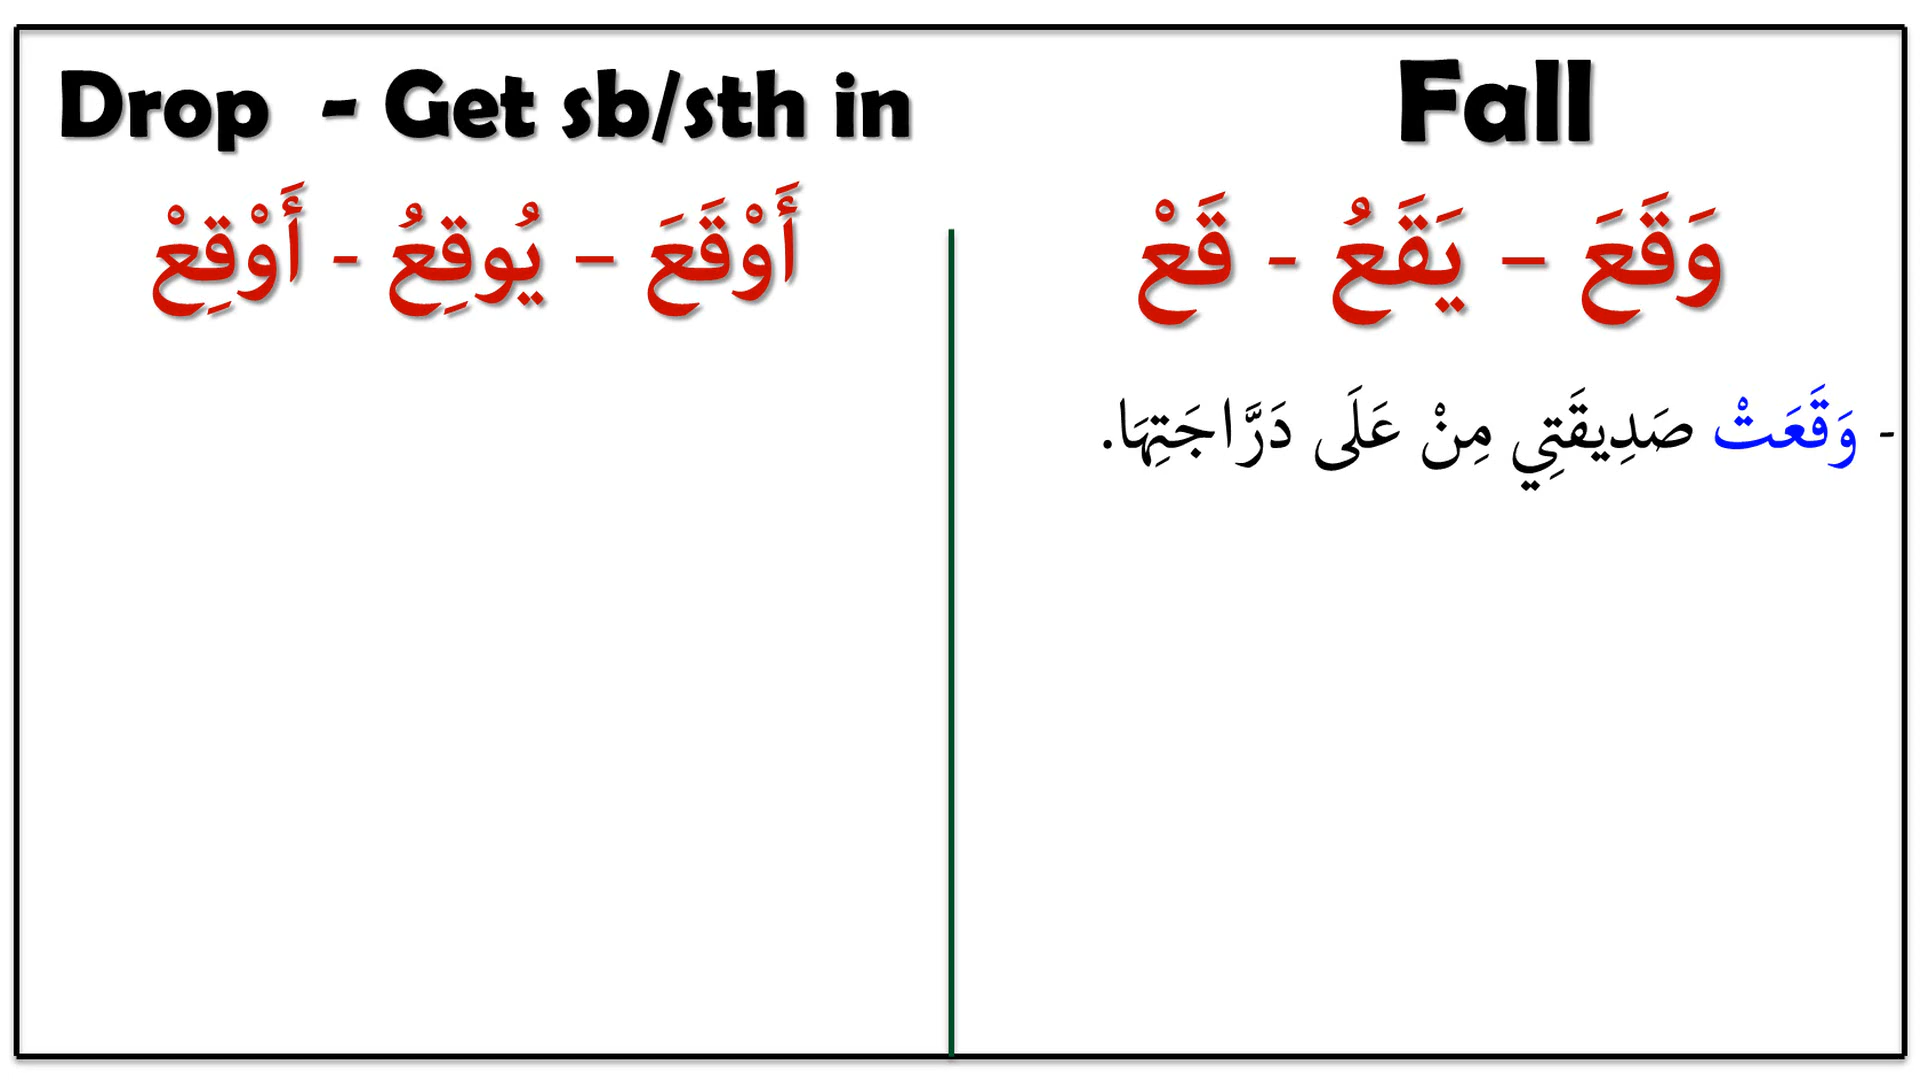 Drop - Get sb/sth in
أَوْقَعَ – يُوقِعُ - أَوْقِعْ
Fall
وَقَعَ – يَقَعُ - قَعْ
- وَقَعَتْ صَدِيقَتِي مِنْ عَلَى دَرَّاجَتِهَا.